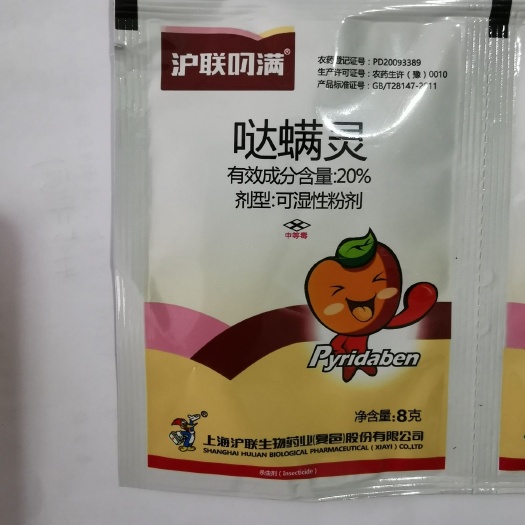 沪联叼满®
农药登记证号：PD20093389
生产许可证号：农药生许（豫）0010
产品标准证号：GB/T28147-2011
哒螨灵
有效成分含量:20%
剂型:可湿性粉剂
中等毒
Pyridaben
净含量:8克
上海沪联生物药业(夏邑)股份有限公司
SHANGHAI HULIAN BIOLOGICAL PHARMACEUTICAL (XIAYI) CO.,LTD
杀虫剂 (Insecticide)